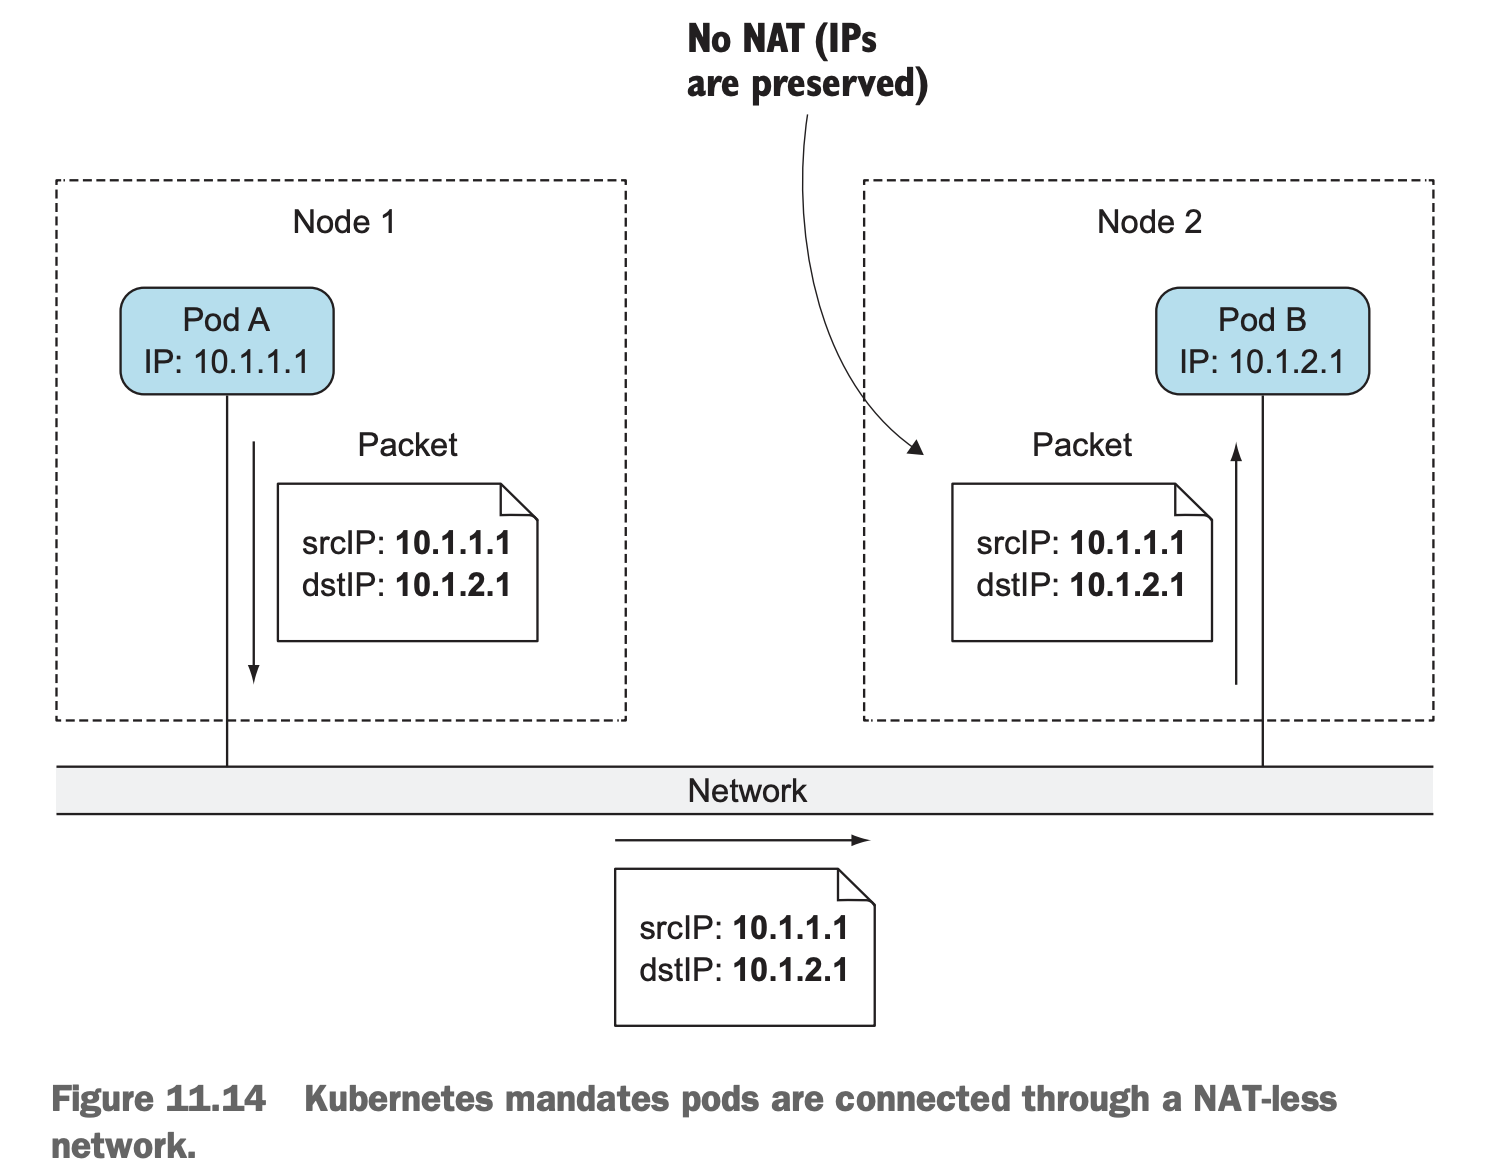 No NAT (IPs
are preserved)
Node 1
Pod A
IP: 10.1.1.1
Packet
srcIP: 10.1.1.1
dstIP: 10.1.2.1
Node 2
Pod B
IP: 10.1.2.1
Packet
srcIP: 10.1.1.1
dstIP: 10.1.2.1
Network
srcIP: 10.1.1.1
dstIP: 10.1.2.1
Figure 11.14 Kubernetes mandates pods are connected through a NAT-less
network.